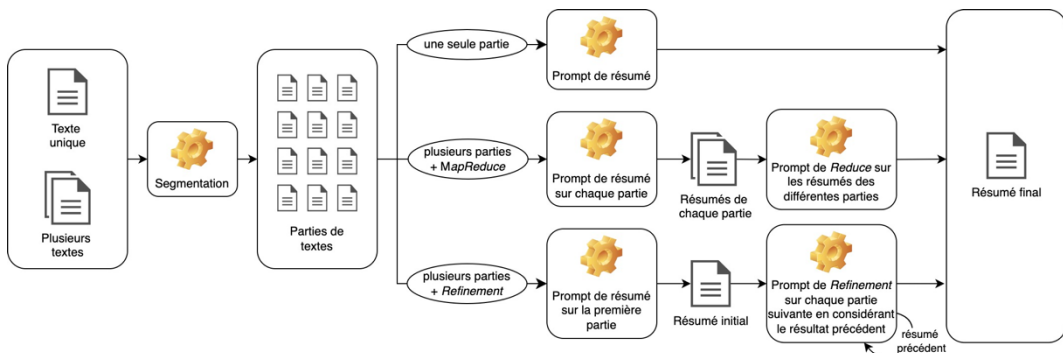 Texte
unique
Plusieurs
textes
Segmentation
Parties de
textes
une seule partie
Prompt de résumé
plusieurs parties
+ MapReduce
Prompt de résumé
sur chaque partie
Résumés de
chaque partie
Prompt de Reduce sur
les résumés des
différentes parties
plusieurs parties
+ Refinement
Prompt de résumé
sur la première
partie
Résumé initial
Prompt de Refinement
sur chaque partie
suivante en considérant
le résultat précédent
résumé
précédent
Résumé final